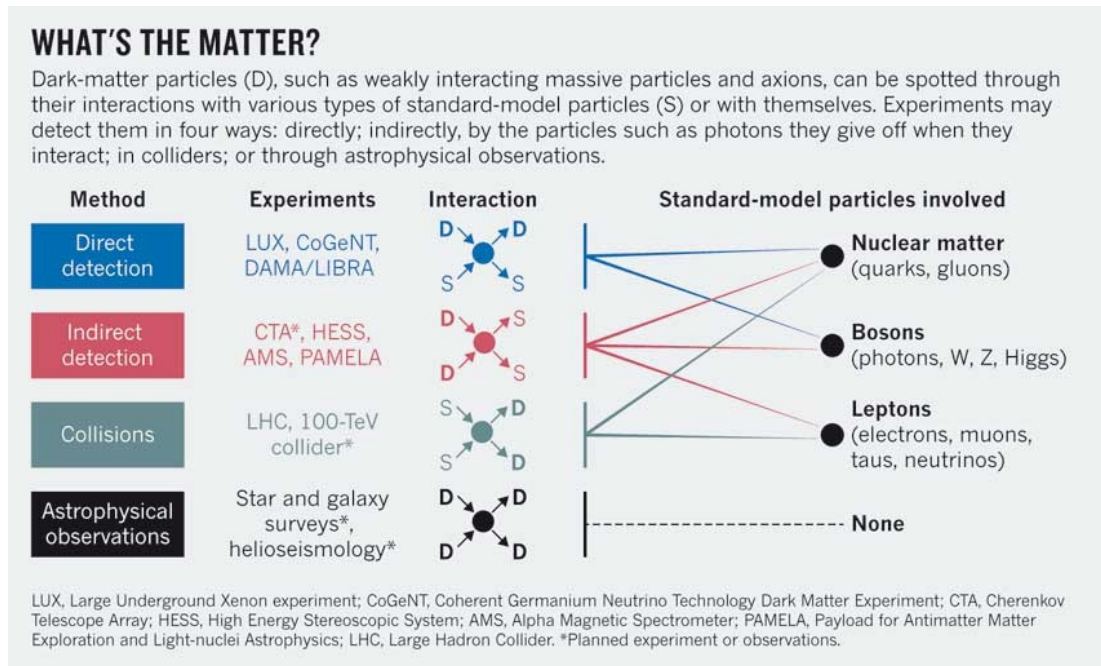 WHAT'S THE MATTER?
Dark-matter particles (D), such as weakly interacting massive particles and axions, can be spotted through
their interactions with various types of standard-model particles (S) or with themselves. Experiments may
detect them in four ways: directly; indirectly, by the particles such as photons they give off when they
interact; in colliders; or through astrophysical observations.
Method Experiments Interaction Standard-model particles involved
Direct
detection
LUX, CoGeNT,
DAMA/LIBRA
D D
S S
Nuclear matter
(quarks, gluons)
Indirect
detection
CTA*, HESS,
AMS, PAMELA
D S
D S
Bosons
(photons, W, Z, Higgs)
Collisions
LHC, 100-TeV
collider*
S D
S D
Leptons
(electrons, muons,
taus, neutrinos)
Astrophysical
observations
Star and galaxy
surveys*,
helioseismology*
D D
D D
None
LUX, Large Underground Xenon experiment; CoGeNT, Coherent Germanium Neutrino Technology Dark Matter Experiment; CTA, Cherenkov
Telescope Array; HESS, High Energy Stereoscopic System; AMS, Alpha Magnetic Spectrometer; PAMELA, Payload for Antimatter Matter
Exploration and Light-nuclei Astrophysics; LHC, Large Hadron Collider. *Planned experiment or observations.